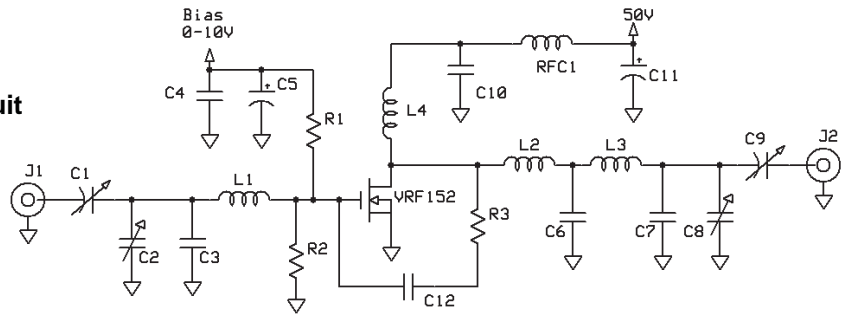 Bias
0-10V
50V
RFC1
C4
C5
C10
C11
uit
R1
L4
J1
C1
L1
VRF152
L2
L3
C9
J2
C2
C3
R2
R3
C6
C7
C8
C12